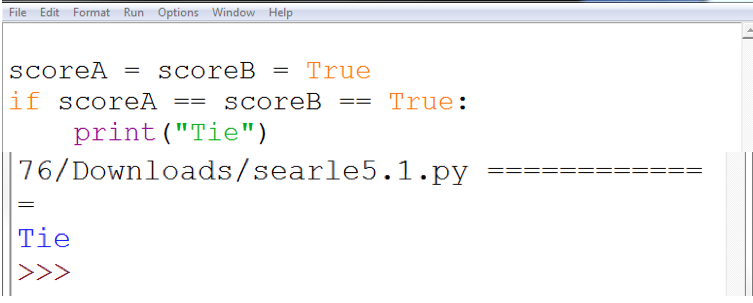 File Edit Format Run Options Window Help
scoreA = scoreB = True
if scoreA == scoreB == True:
    print("Tie")
76/Downloads/searle5.1.py ============
=
Tie
>>>